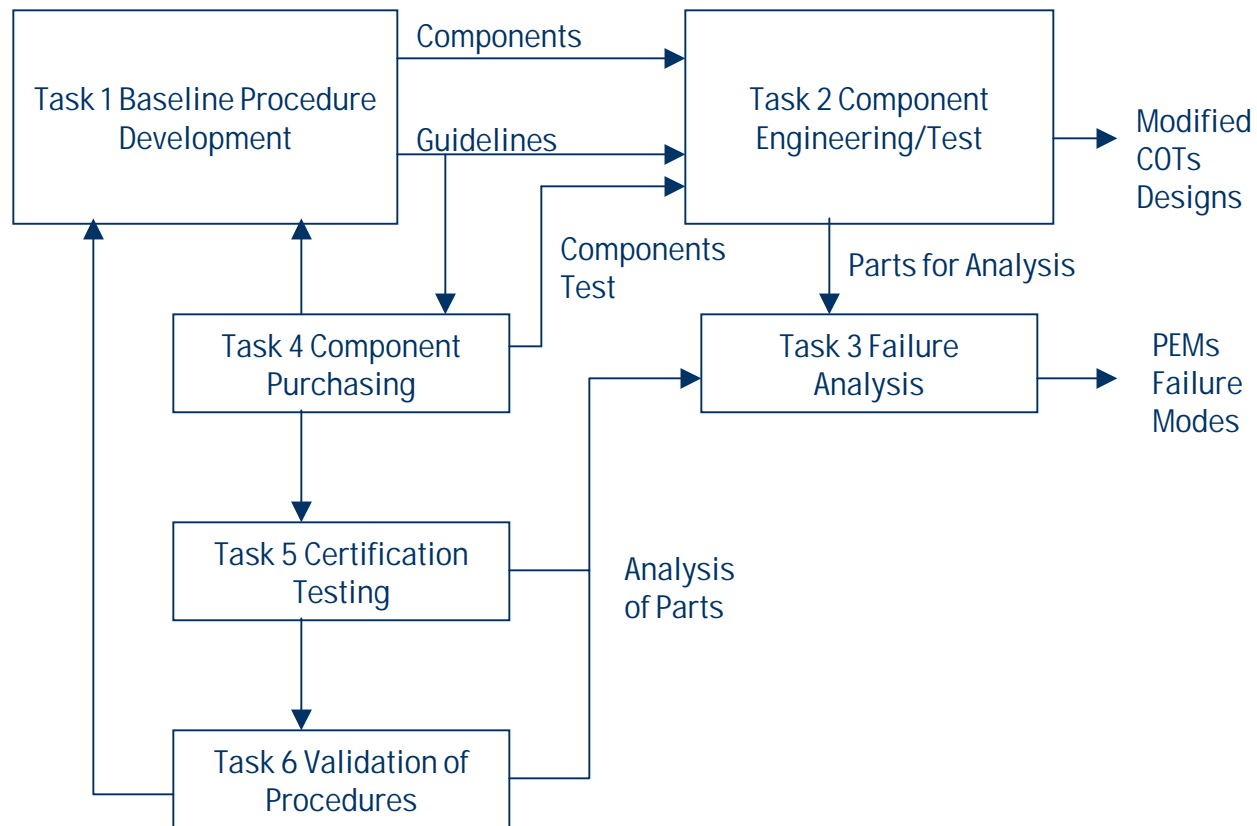 Components
Task 1 Baseline Procedure
Development
Task 2 Component
Engineering/Test
Guidelines
Modified
COTs
Designs
Components
Test
Parts for Analysis
Task 4 Component
Purchasing
Task 3 Failure
Analysis
PEMs
Failure
Modes
Task 5 Certification
Testing
Analysis
of Parts
Task 6 Validation of
Procedures